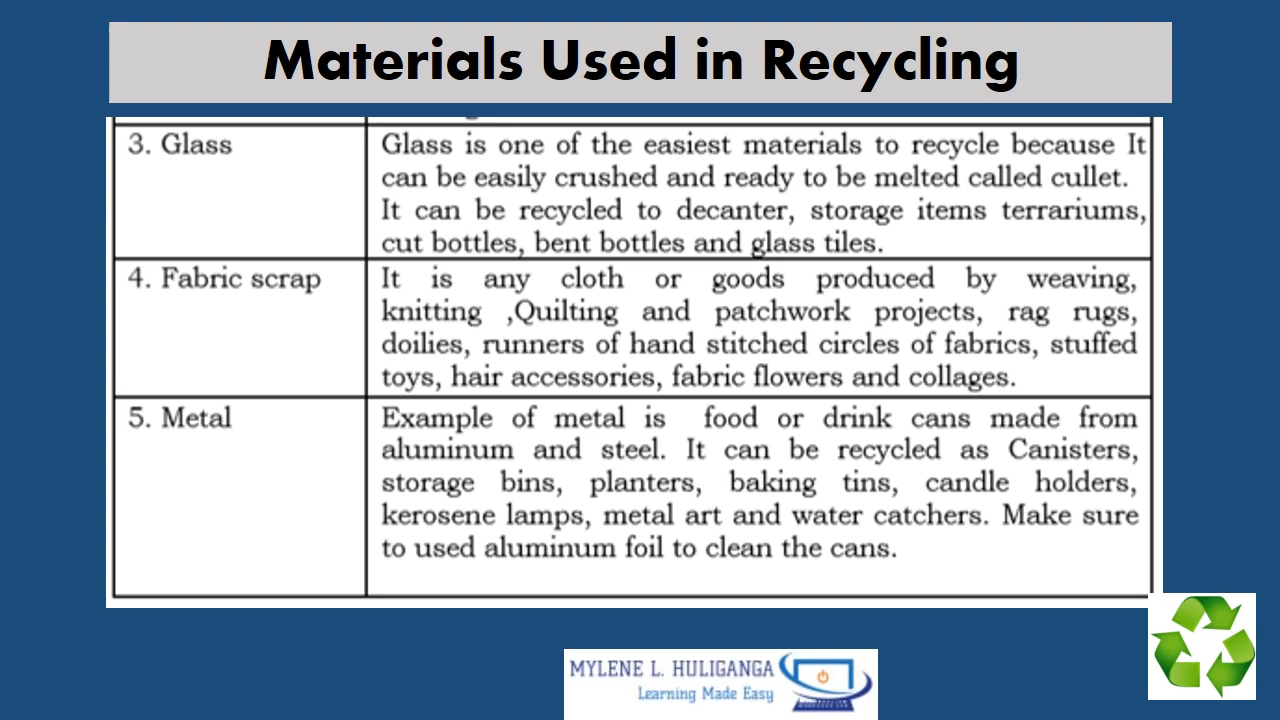 Materials Used in Recycling
3. Glass
Glass is one of the easiest materials to recycle because It
can be easily crushed and ready to be melted called cullet.
It can be recycled to decanter, storage items terrariums,
cut bottles, bent bottles and glass tiles.
4. Fabric scrap
It is any cloth or goods produced by weaving,
knitting ,Quilting and patchwork projects, rag rugs,
doilies, runners of hand stitched circles of fabrics, stuffed
toys, hair accessories, fabric flowers and collages.
5. Metal
Example of metal is food or drink cans made from
aluminum and steel. It can be recycled as Canisters,
storage bins, planters, baking tins, candle holders,
kerosene lamps, metal art and water catchers. Make sure
to used aluminum foil to clean the cans.
MYLENE L. HULIGANGA
Learning Made Easy